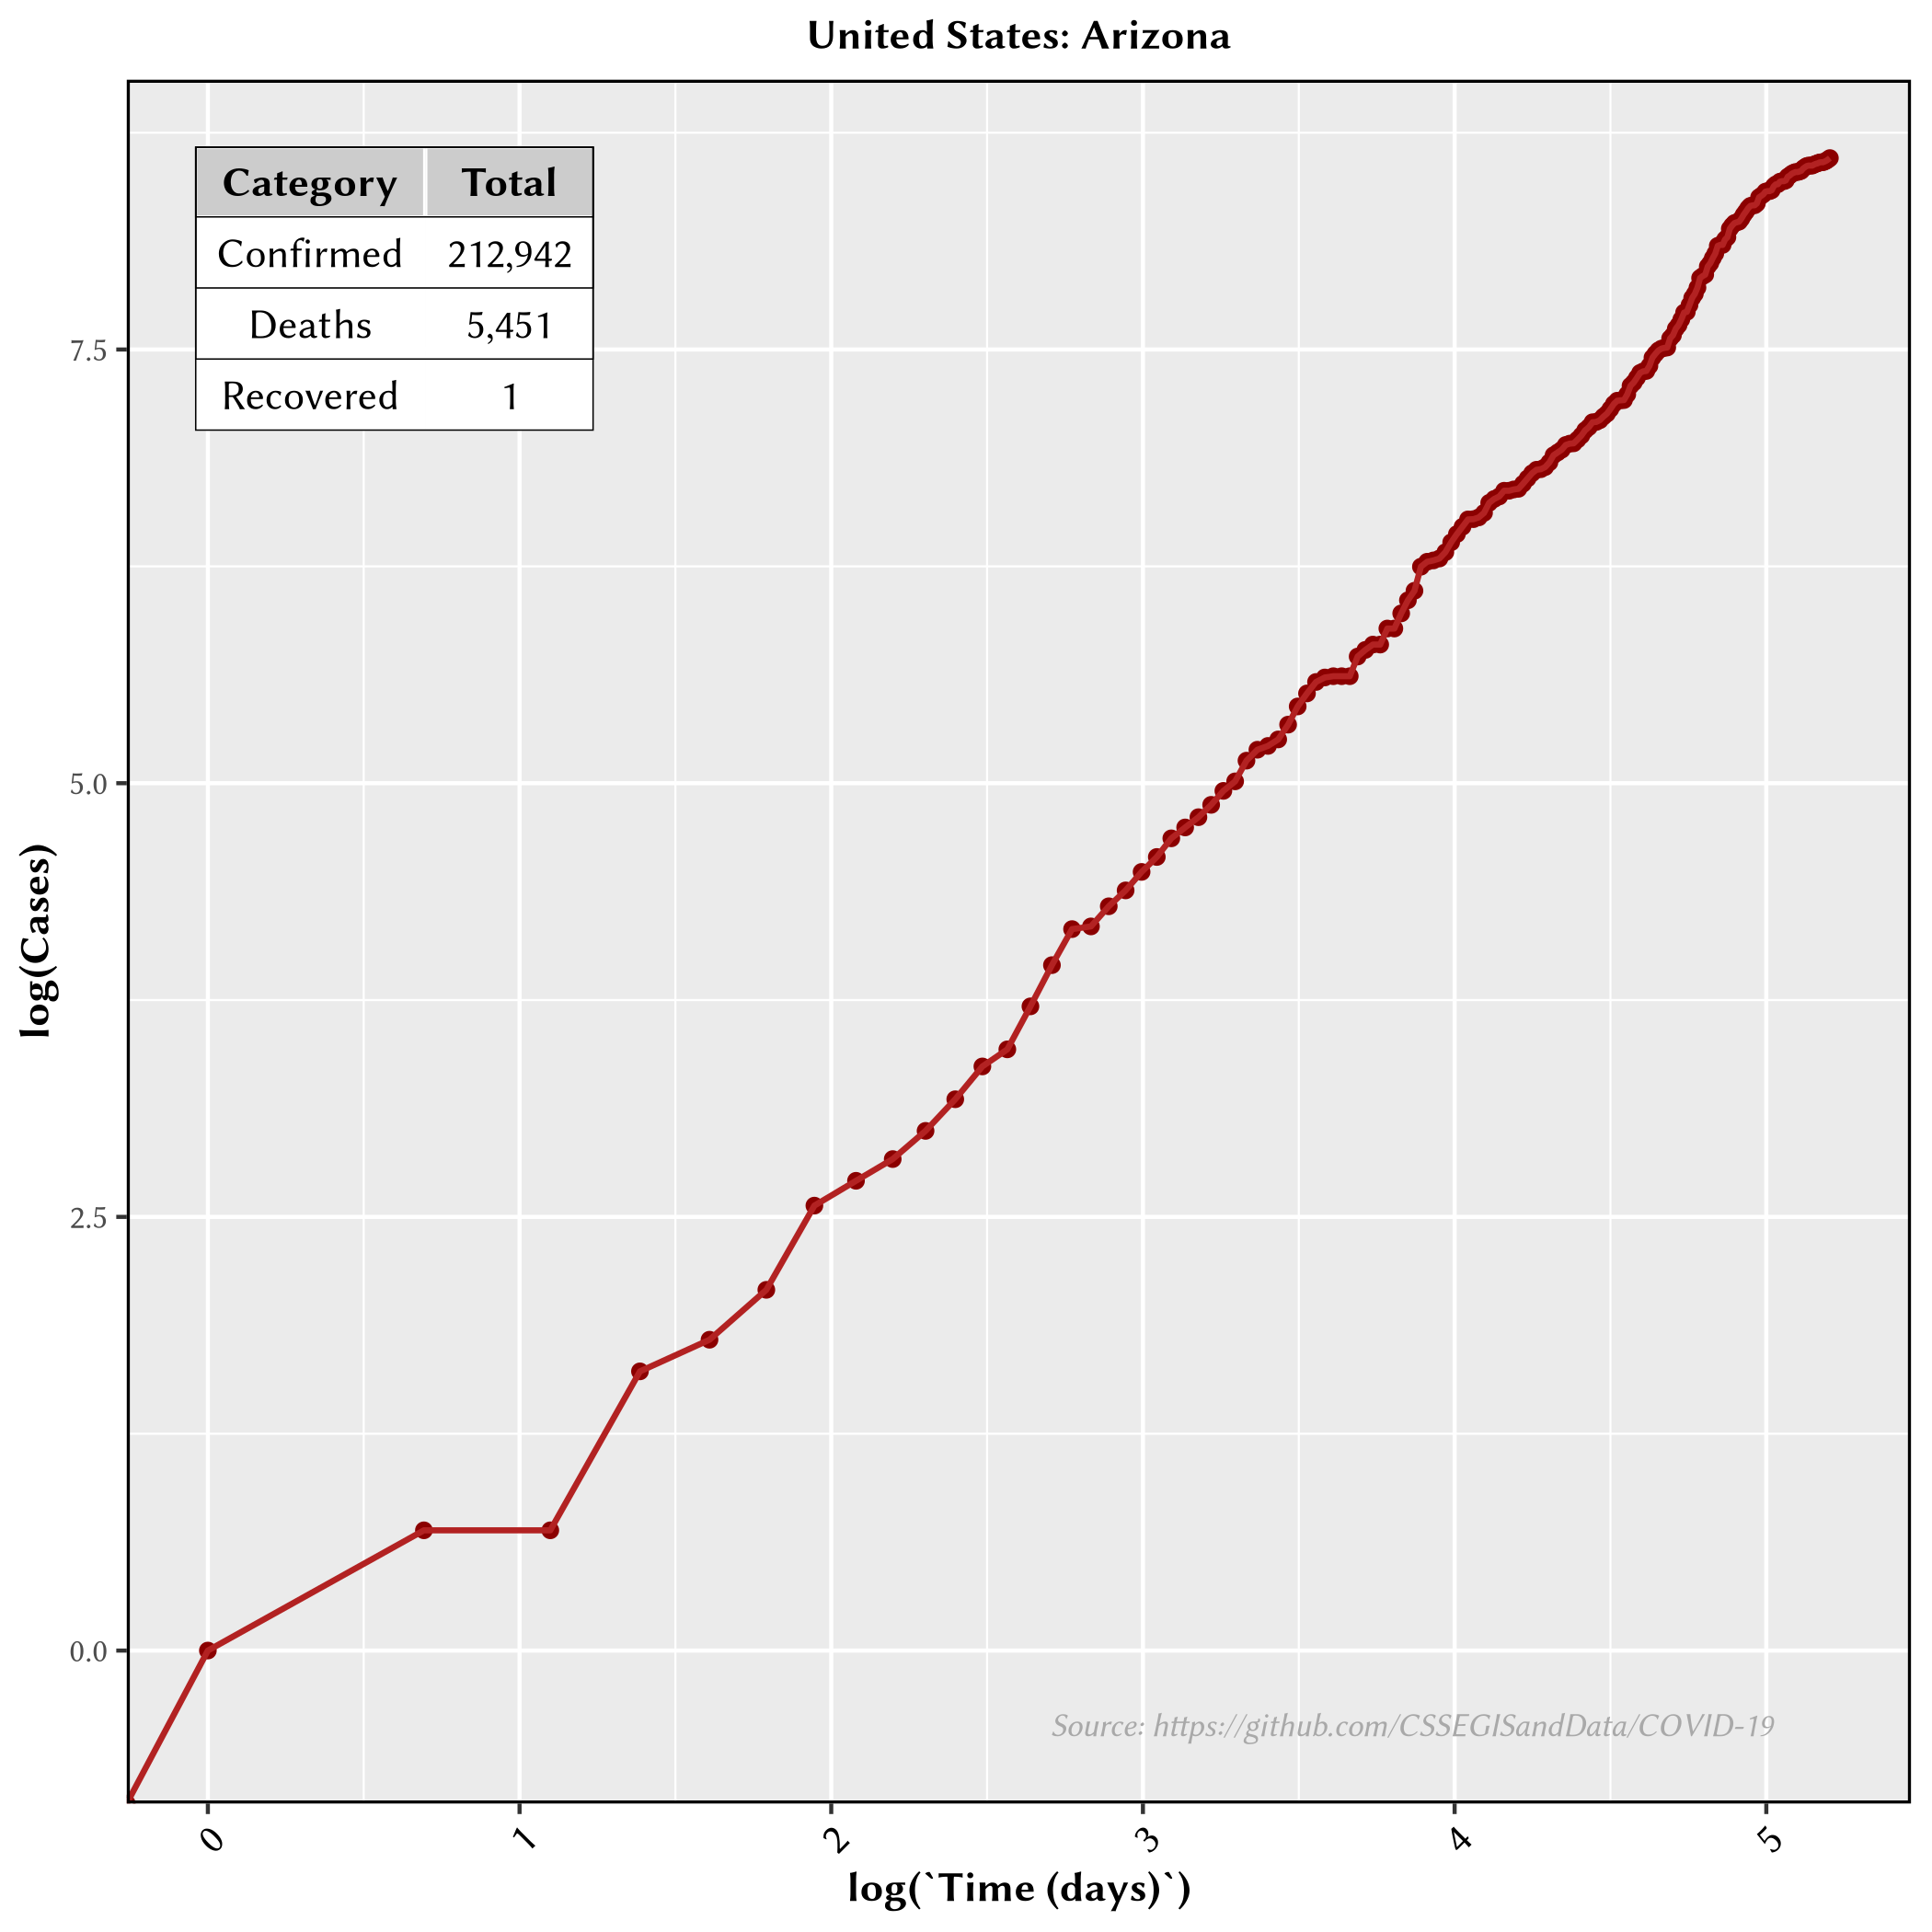 United States: Arizona
Category Total
Confirmed 212,942
Deaths 5,451
Recovered 1
7.5
5.0
2.5
0.0
log(Cases)
Source: https://github.com/CSSEGISandData/COVID-19
0 1 2 3 4 5
log(`Time (days)`)